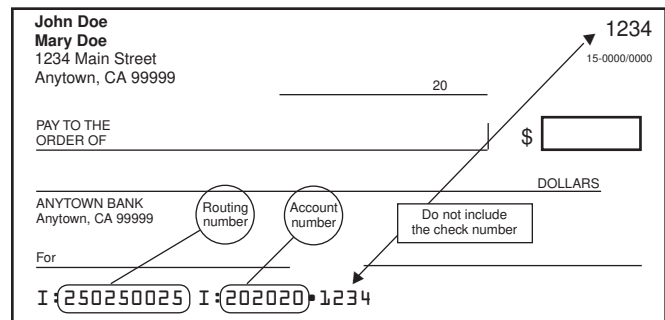 John Doe
Mary Doe
1234 Main Street
Anytown, CA 99999
1234
15-0000/0000
20
PAY TO THE
ORDER OF
$
DOLLARS
ANYTOWN BANK
Anytown, CA 99999
Routing
number
Account
number
Do not include
the check number
For
I:250250025 I:202020■1234